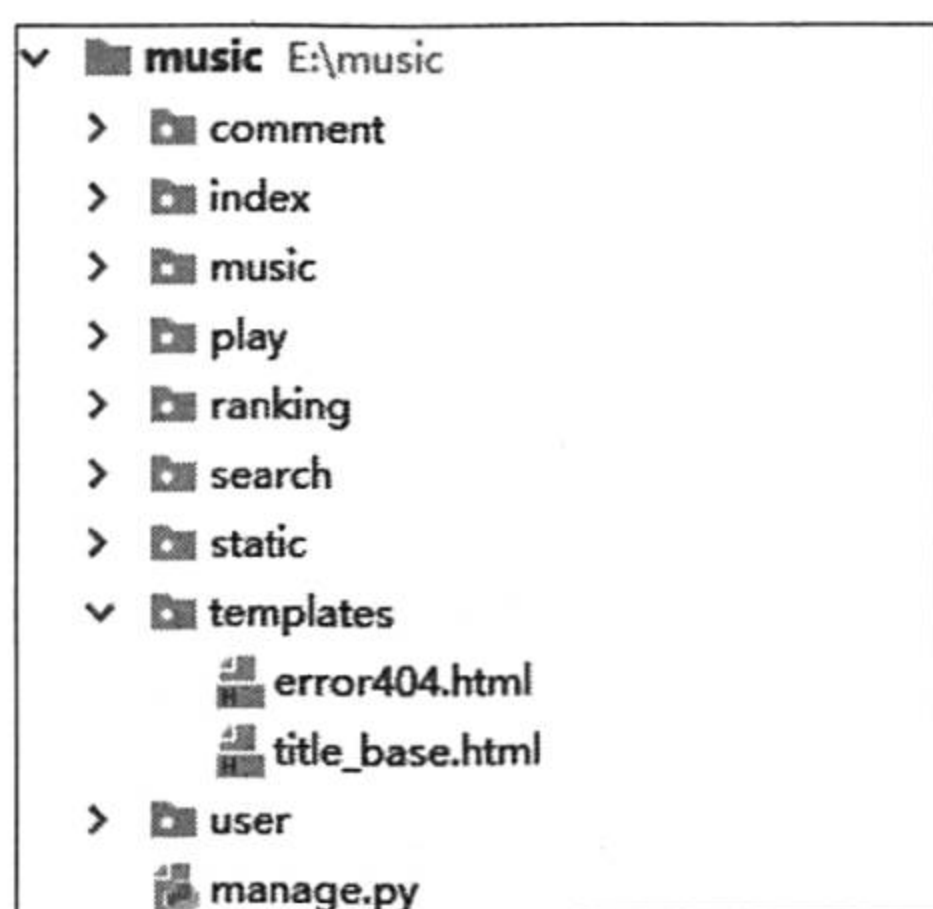 music E:\music
comment
index
music
play
ranking
search
static
templates
error404.html
title_base.html
user
manage.py